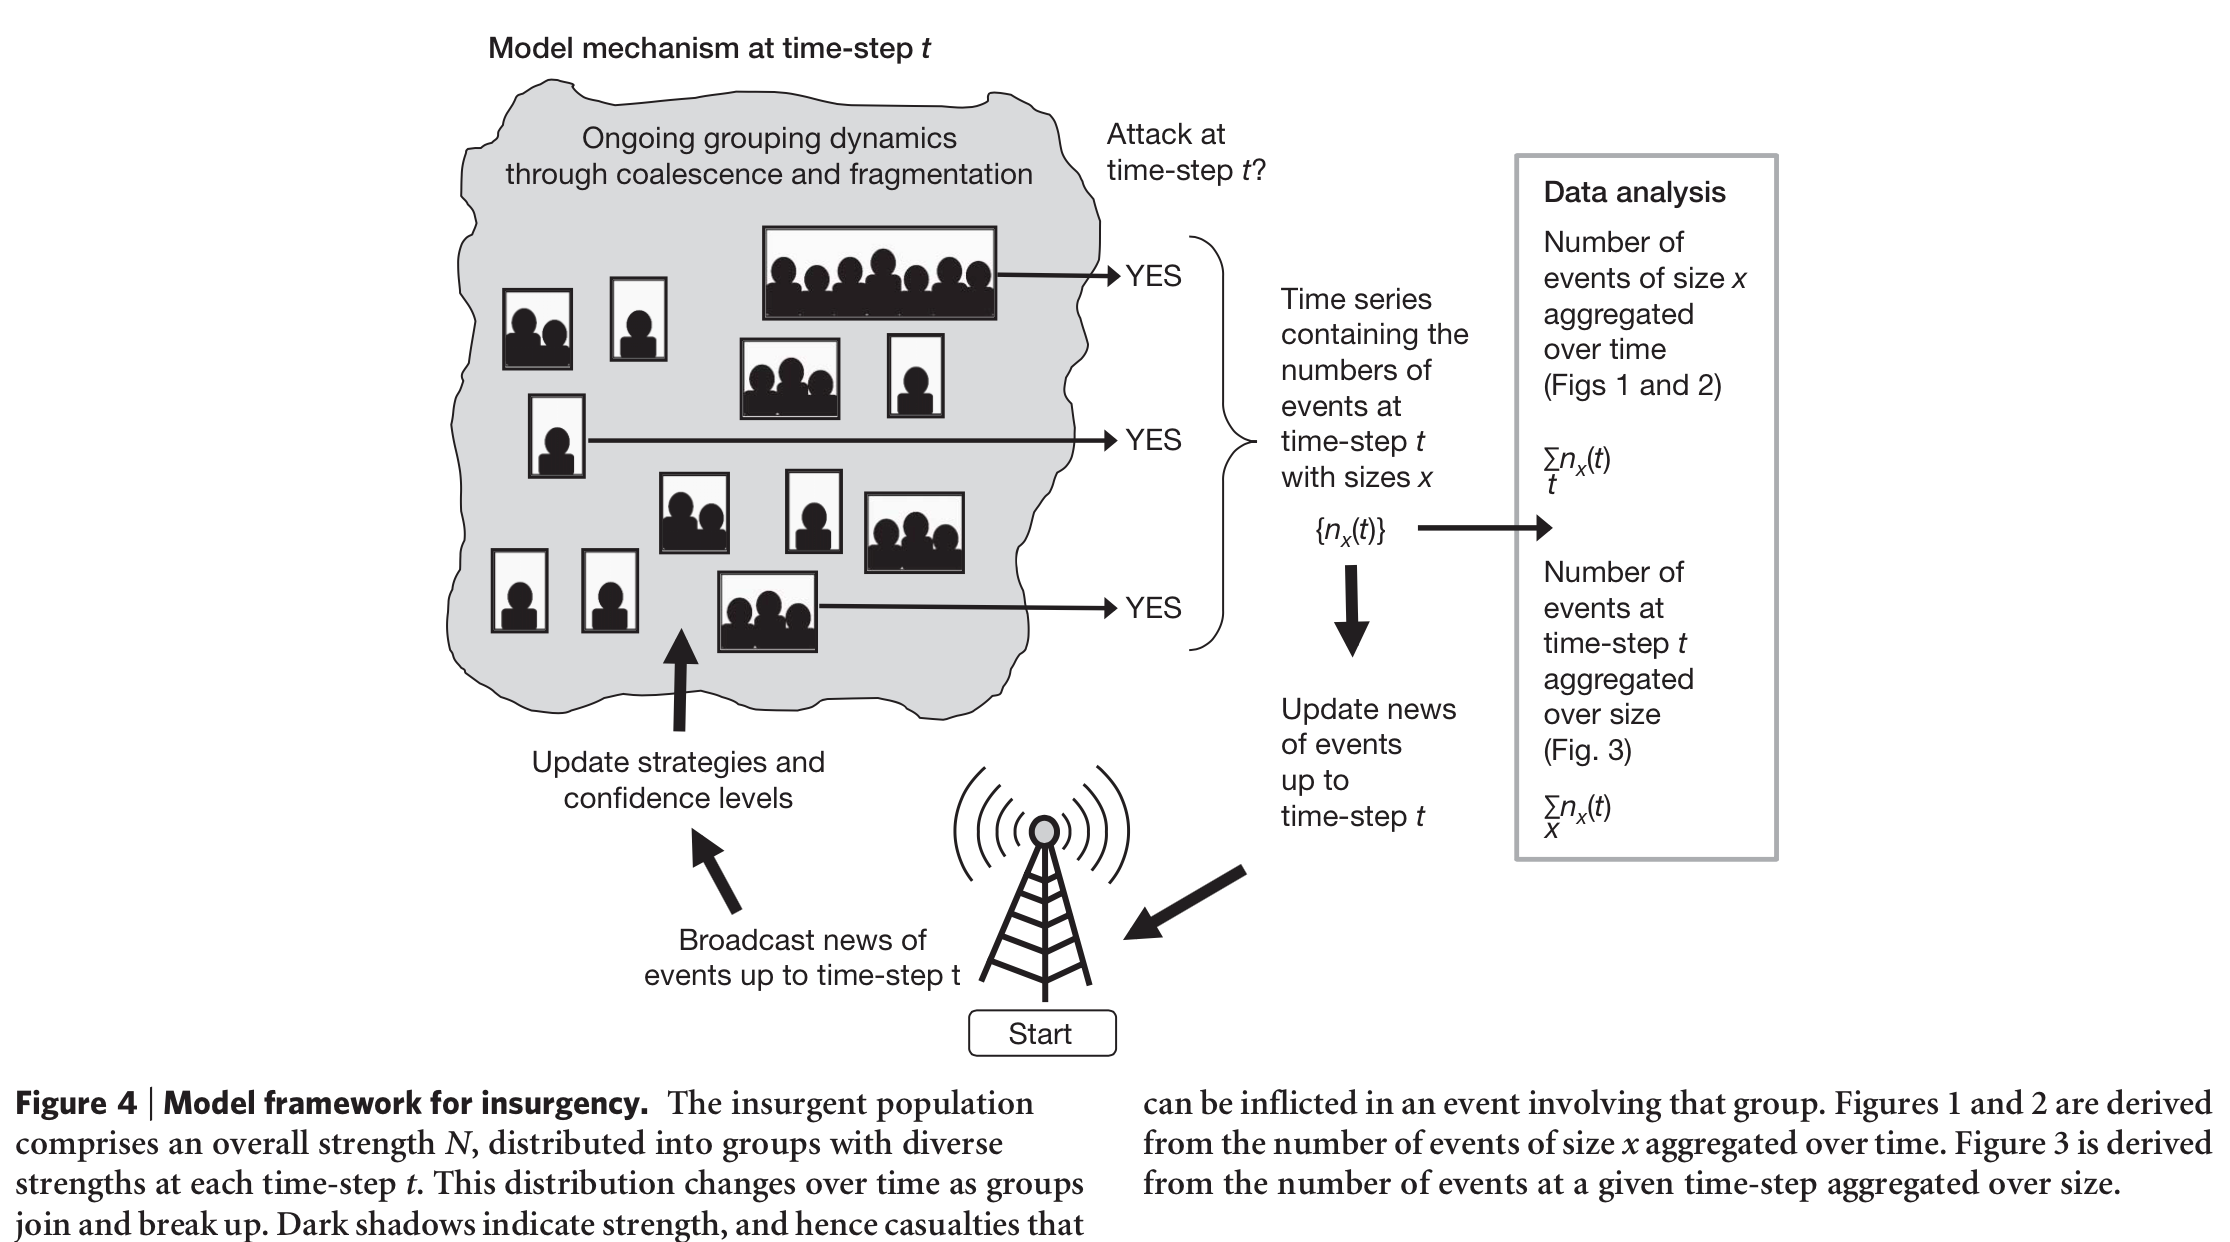 Model mechanism at time-step t
Ongoing grouping dynamics
through coalescence and fragmentation
Attack at
time-step t?
YES
YES
YES
Time series
containing the
numbers of
events at
time-step t
with sizes x
{nx(t)}
Update news
of events
up to
time-step t
Data analysis
Number of
events of size x
aggregated
over time
(Figs 1 and 2)
∑nx(t)
t
Number of
events at
time-step t
aggregated
over size
(Fig. 3)
∑nx(t)
x
Update strategies and
confidence levels
Broadcast news of
events up to time-step t
Start
Figure 4 | Model framework for insurgency. The insurgent population
comprises an overall strength N, distributed into groups with diverse
strengths at each time-step t. This distribution changes over time as groups
join and break up. Dark shadows indicate strength, and hence casualties that
can be inflicted in an event involving that group. Figures 1 and 2 are derived
from the number of events of size x aggregated over time. Figure 3 is derived
from the number of events at a given time-step aggregated over size.